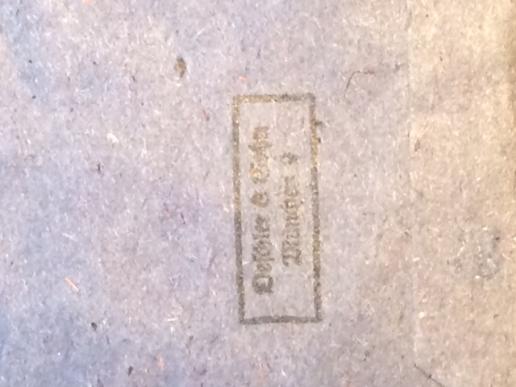 Deschler & Sohn
München 9